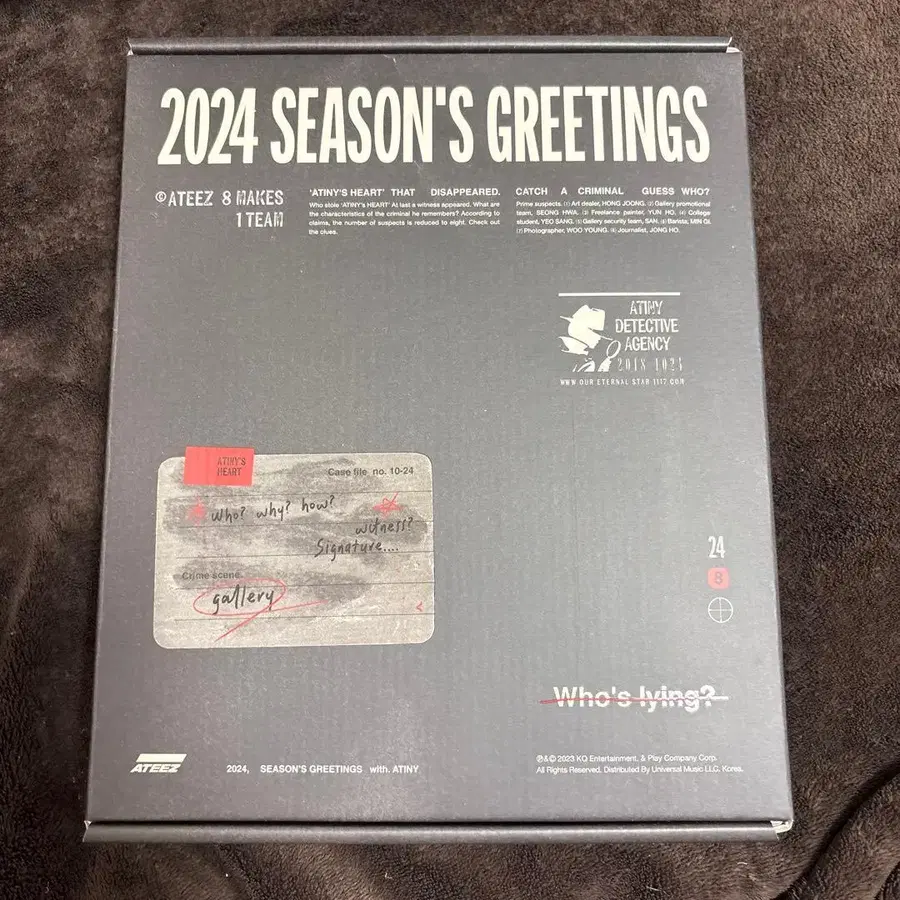 2024 SEASON'S GREETINGS
© ATEEZ 8 MAKES
1 TEAM
'ATINY'S HEART' THAT DISAPPEARED.
Who stole 'ATINY'S HEART' At last a witness appeared. What are
the characteristics of the criminal he remembers? According to
claims, the number of suspects is reduced to eight. Check out
the clues.
CATCH A CRIMINAL GUESS WHO?
Prime suspects. (1) Art dealer, HONG JOONG. (2) Gallery promotional
team, SEONG HWA. (3) Freelance painter, YUN HO. (4) College
student, YEO SANG. (5) Gallery security team, SAN. (6) Barista, MIN GI.
(7) Photographer, WOO YOUNG. (8) Journalist, JONG HO.
ATINY
DETECTIVE
AGENCY
2018 1024
WWW OUR ETERNAL STAR 1117 COM
ATINY'S
HEART
Case file no. 10-24
who? why? how?
witness?
Signature....
Crime scene.
gallery
24
8
Who's lying?
ATEEZ
2024, SEASON'S GREETINGS with. ATINY
℗&© 2023 KQ Entertainment. & Play Company Corp.
All Rights Reserved. Distributed By Universal Music LLC. Korea.